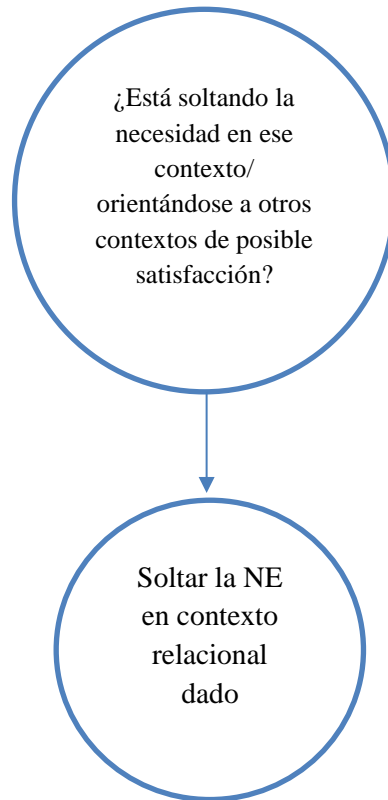 ¿Está soltando la
necesidad en ese
contexto/
orientándose a otros
contextos de posible
satisfacción?
Soltar la NE
en contexto
relacional
dado